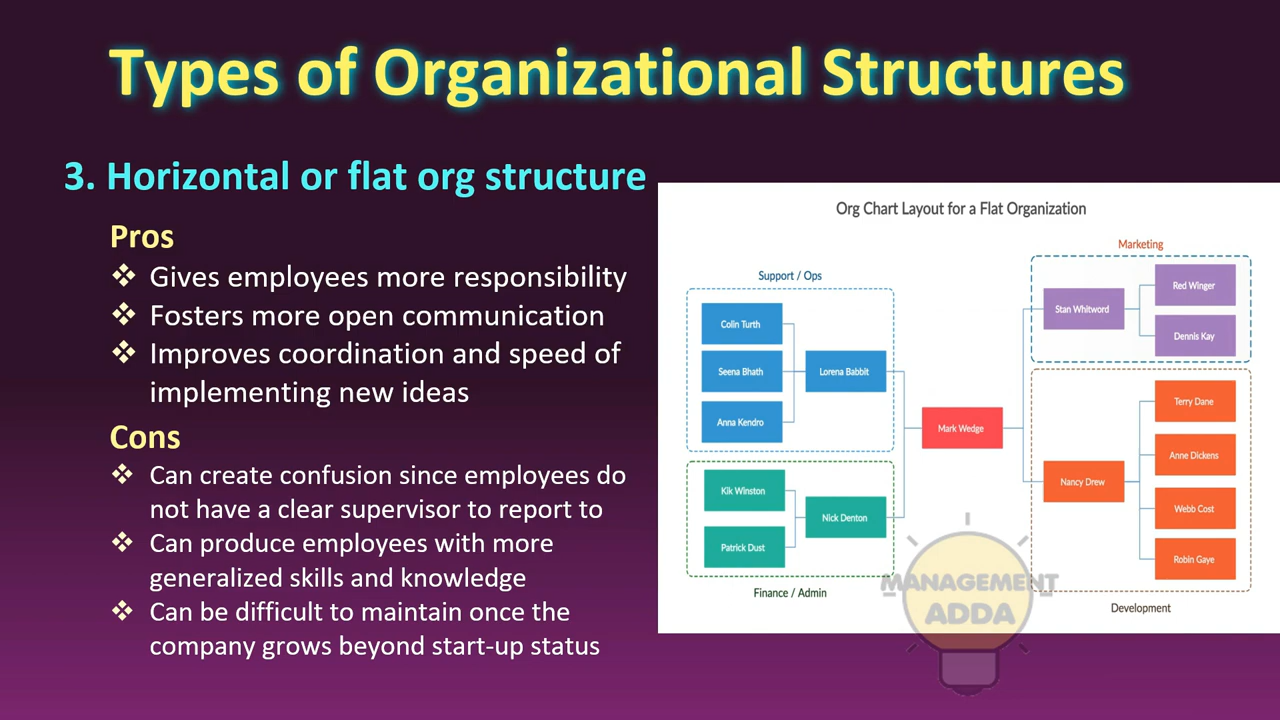 Types of Organizational Structures
3. Horizontal or flat org structure
Pros
Gives employees more responsibility
Fosters more open communication
Improves coordination and speed of
implementing new ideas
Cons
Can create confusion since employees do
not have a clear supervisor to report to
Can produce employees with more
generalized skills and knowledge
Can be difficult to maintain once the
company grows beyond start-up status
Org Chart Layout for a Flat Organization
Support / Ops
Colin Turth
Seena Bhath
Anna Kendro
Lorena Babbit
Kik Winston
Patrick Dust
Nick Denton
Finance / Admin
Mark Wedge
Marketing
Stan Whitword
Red Winger
Dennis Kay
Nancy Drew
Terry Dane
Anne Dickens
Webb Cost
Robin Gaye
Development
MANAGEMENT
ADDA